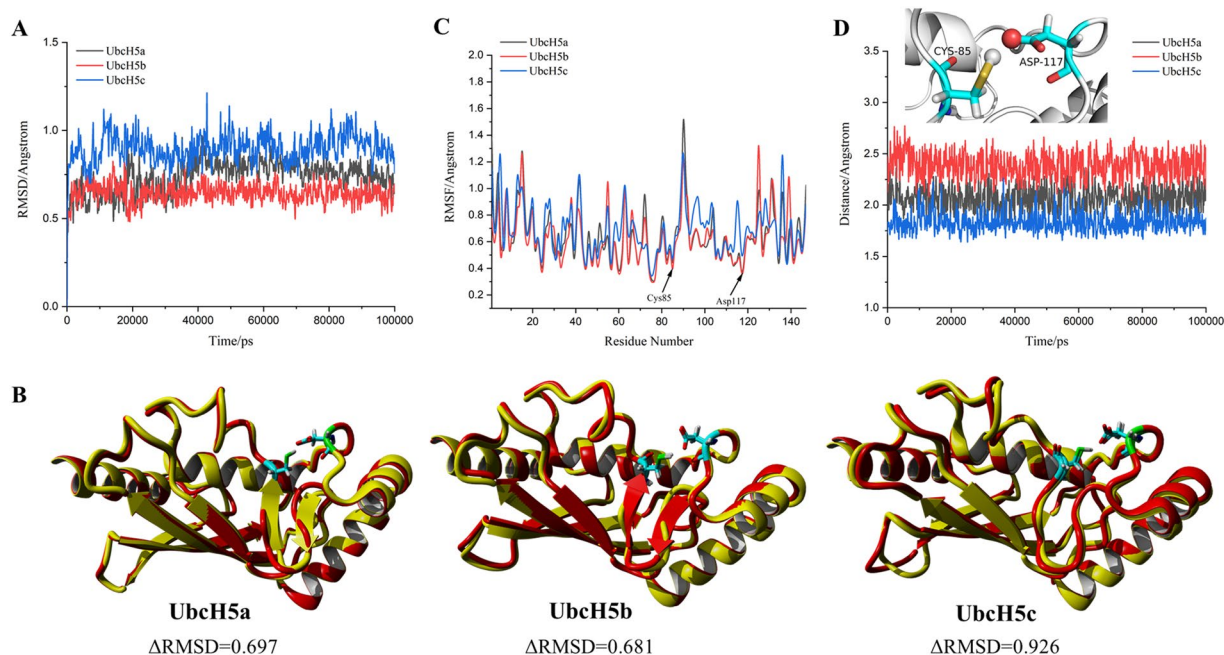 A
UbcH5a
UbcH5b
UbcH5c
RMSD/Angstrom
1.5
1.0
0.5
0.0
0
20000
40000
60000
80000
100000
Time/ps
C
UbcH5a
UbcH5b
UbcH5c
RMSF/Angstrom
2.0
1.8
1.6
1.4
1.2
1.0
0.8
0.6
0.4
0.2
Cys85
Asp117
20
40
60
80
100
120
140
Residue Number
D
CYS-85
ASP-117
UbcH5a
UbcH5b
UbcH5c
Distance/Angstrom
3.5
3.0
2.5
2.0
1.5
1.0
0
20000
40000
60000
80000
100000
Time/ps
B
UbcH5a
ΔRMSD=0.697
UbcH5b
ΔRMSD=0.681
UbcH5c
ΔRMSD=0.926